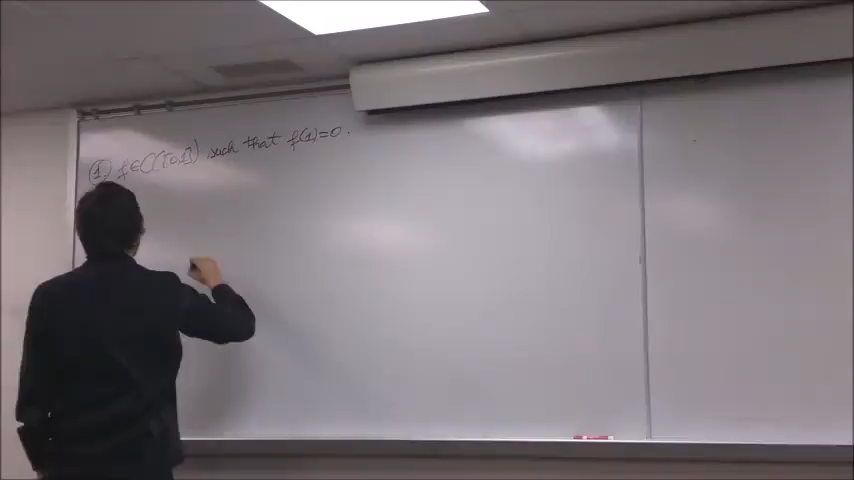 (1) f ∈ C([0,1]) such that f(1)=0.